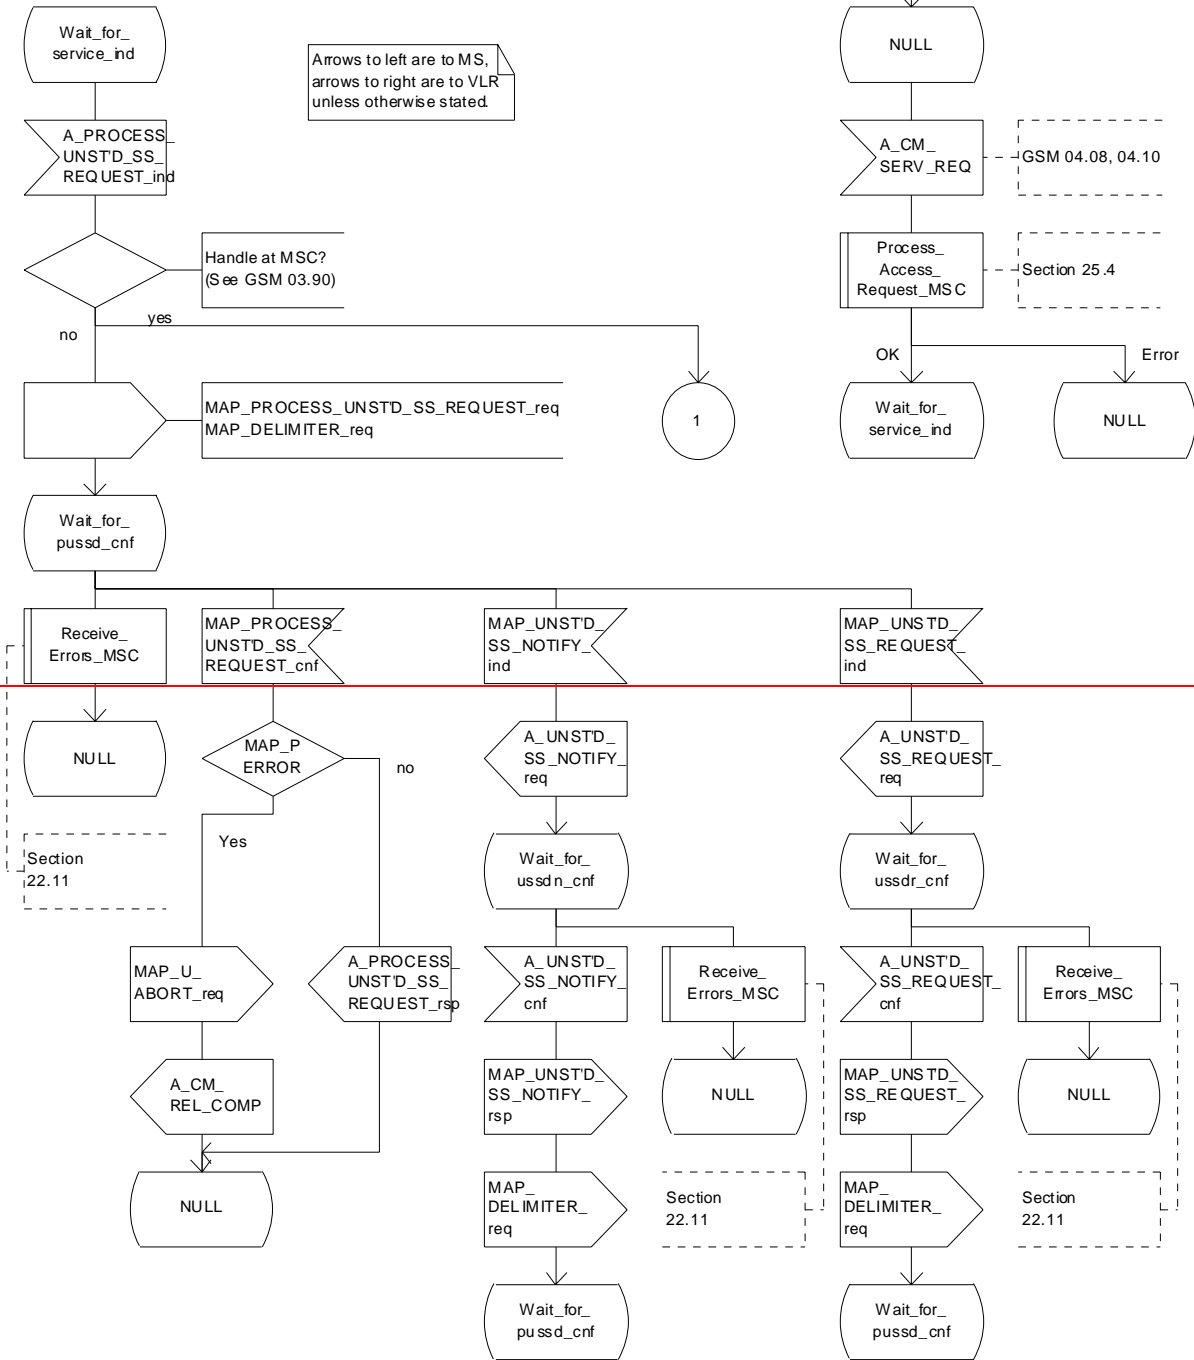 Wait_for_
service_ind
Arrows to left are to MS,
arrows to right are to VLR
unless otherwise stated.
NULL
A_PROCESS_
UNST'D_SS_
REQUEST_ind
A_CM_
SERV_REQ
GSM 04.08, 04.10
Handle at MSC?
(See GSM 03.90)
Process_
Access_
Request_MSC
Section 25.4
no
yes
OK
Error
MAP_PROCESS_UNST'D_SS_REQUEST_req
MAP_DELIMITER_req
1
Wait_for_
service_ind
NULL
Wait_for_
pussd_cnf
Receive_
Errors_MSC
MAP_PROCESS_
UNST'D_SS_
REQUEST_cnf
MAP_UNST'D_
SS_NOTIFY_
ind
MAP_UNST'D_
SS_REQUEST_
ind
NULL
MAP_P
ERROR
no
Yes
A_UNST'D_
SS_NOTIFY_
req
A_UNST'D_
SS_REQUEST_
req
Section
22.11
Wait_for_
ussdn_cnf
Wait_for_
ussdr_cnf
MAP_U_
ABORT_req
A_PROCESS_
UNST'D_SS_
REQUEST_rsp
A_UNST'D_
SS_NOTIFY_
cnf
Receive_
Errors_MSC
A_UNST'D_
SS_REQUEST_
cnf
Receive_
Errors_MSC
A_CM_
REL_COMP
MAP_UNST'D_
SS_NOTIFY_
rsp
NULL
MAP_UNST'D_
SS_REQUEST_
rsp
NULL
NULL
MAP_
DELIMITER_
req
Section
22.11
MAP_
DELIMITER_
req
Section
22.11
Wait_for_
pussd_cnf
Wait_for_
pussd_cnf